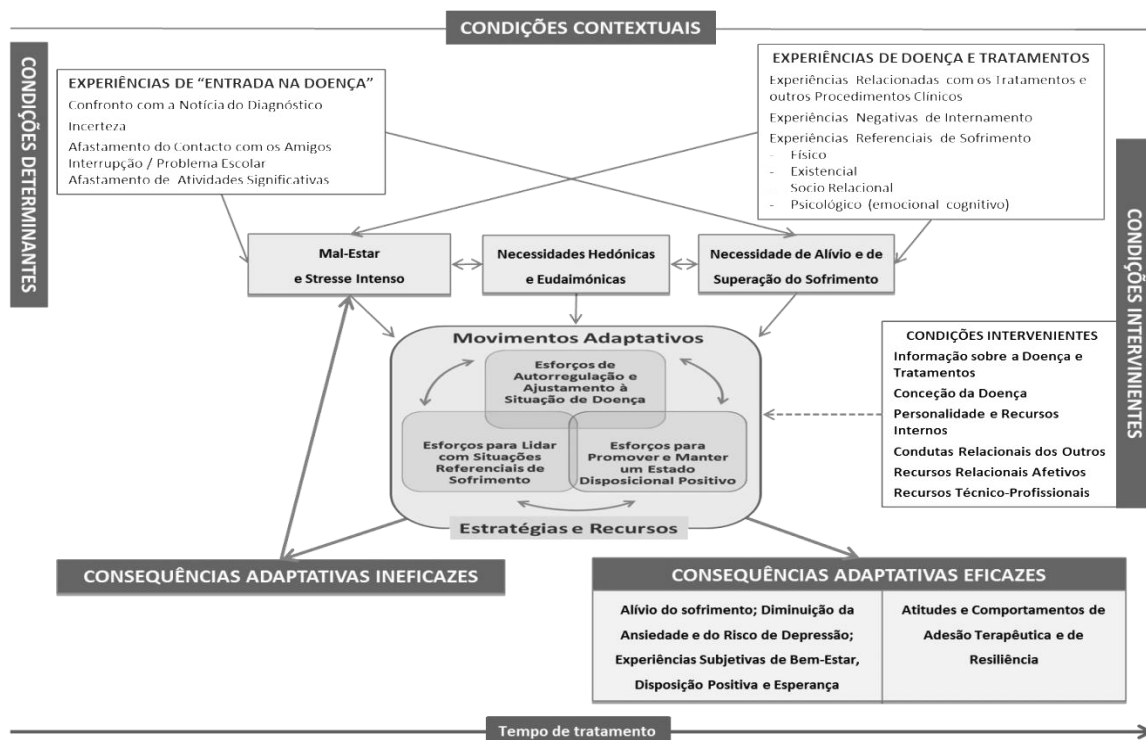 CONDIÇÕES CONTEXTUAIS
CONDIÇÕES DETERMINANTES
EXPERIÊNCIAS DE “ENTRADA NA DOENÇA”
Confronto com a Notícia do Diagnóstico
Incerteza
Afastamento do Contacto com os Amigos
Interrupção / Problema Escolar
Afastamento de Atividades Significativas
EXPERIÊNCIAS DE DOENÇA E TRATAMENTOS
Experiências Relacionadas com os Tratamentos e
outros Procedimentos Clínicos
Experiências Negativas de Internamento
Experiências Referenciais de Sofrimento
- Físico
- Existencial
Socio Relacional
- Psicológico (emocional cognitivo)
CONDIÇÕES INTERVINIENTES
Mal-Estar
e Stresse Intenso
Necessidades Hedónicas
e Eudaimónicas
Necessidade de Alívio e de
Superação do Sofrimento
Movimentos Adaptativos
Esforços de
Autorregulação e
Ajustamento à
Situação de Doença
Esforços para Lidar
com Situações
Referenciais de
Sofrimento
Esforços para
Promover e Manter
um Estado
Disposicional Positivo
Estratégias e Recursos
CONDIÇÕES INTERVENIENTES
Informação sobre a Doença e
Tratamentos
Conceção da Doença
Personalidade e Recursos
Internos
Condutas Relacionais dos Outros
Recursos Relacionais Afetivos
Recursos Técnico-Profissionais
CONSEQUÊNCIAS ADAPTATIVAS INEFICAZES
CONSEQUÊNCIAS ADAPTATIVAS EFICAZES
Alívio do sofrimento; Diminuição da
Ansiedade e do Risco de Depressão;
Experiências Subjetivas de Bem-Estar,
Disposição Positiva e Esperança
Atitudes e Comportamentos de
Adesão Terapêutica e de
Resiliência
Tempo de tratamento